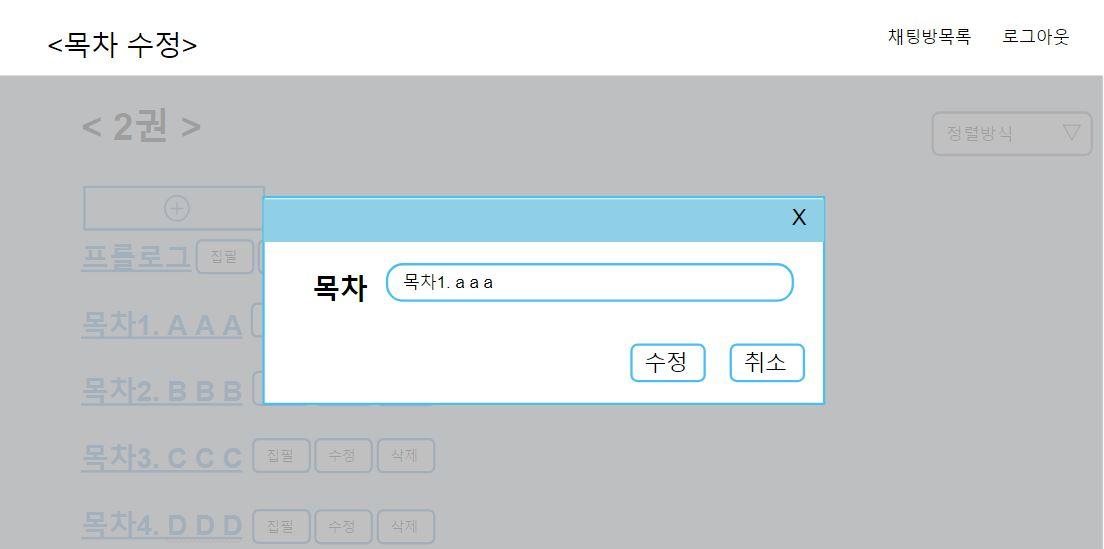 <목차 수정>
채팅방목록 로그아웃
< 2권 >
정렬방식
X
프롤로그 집필
목차 목차1. a a a
목차1. A A A
수정 취소
목차2. B B B
목차3. C C C 집필 수정 삭제
목차4. D D D 집필 수정 삭제